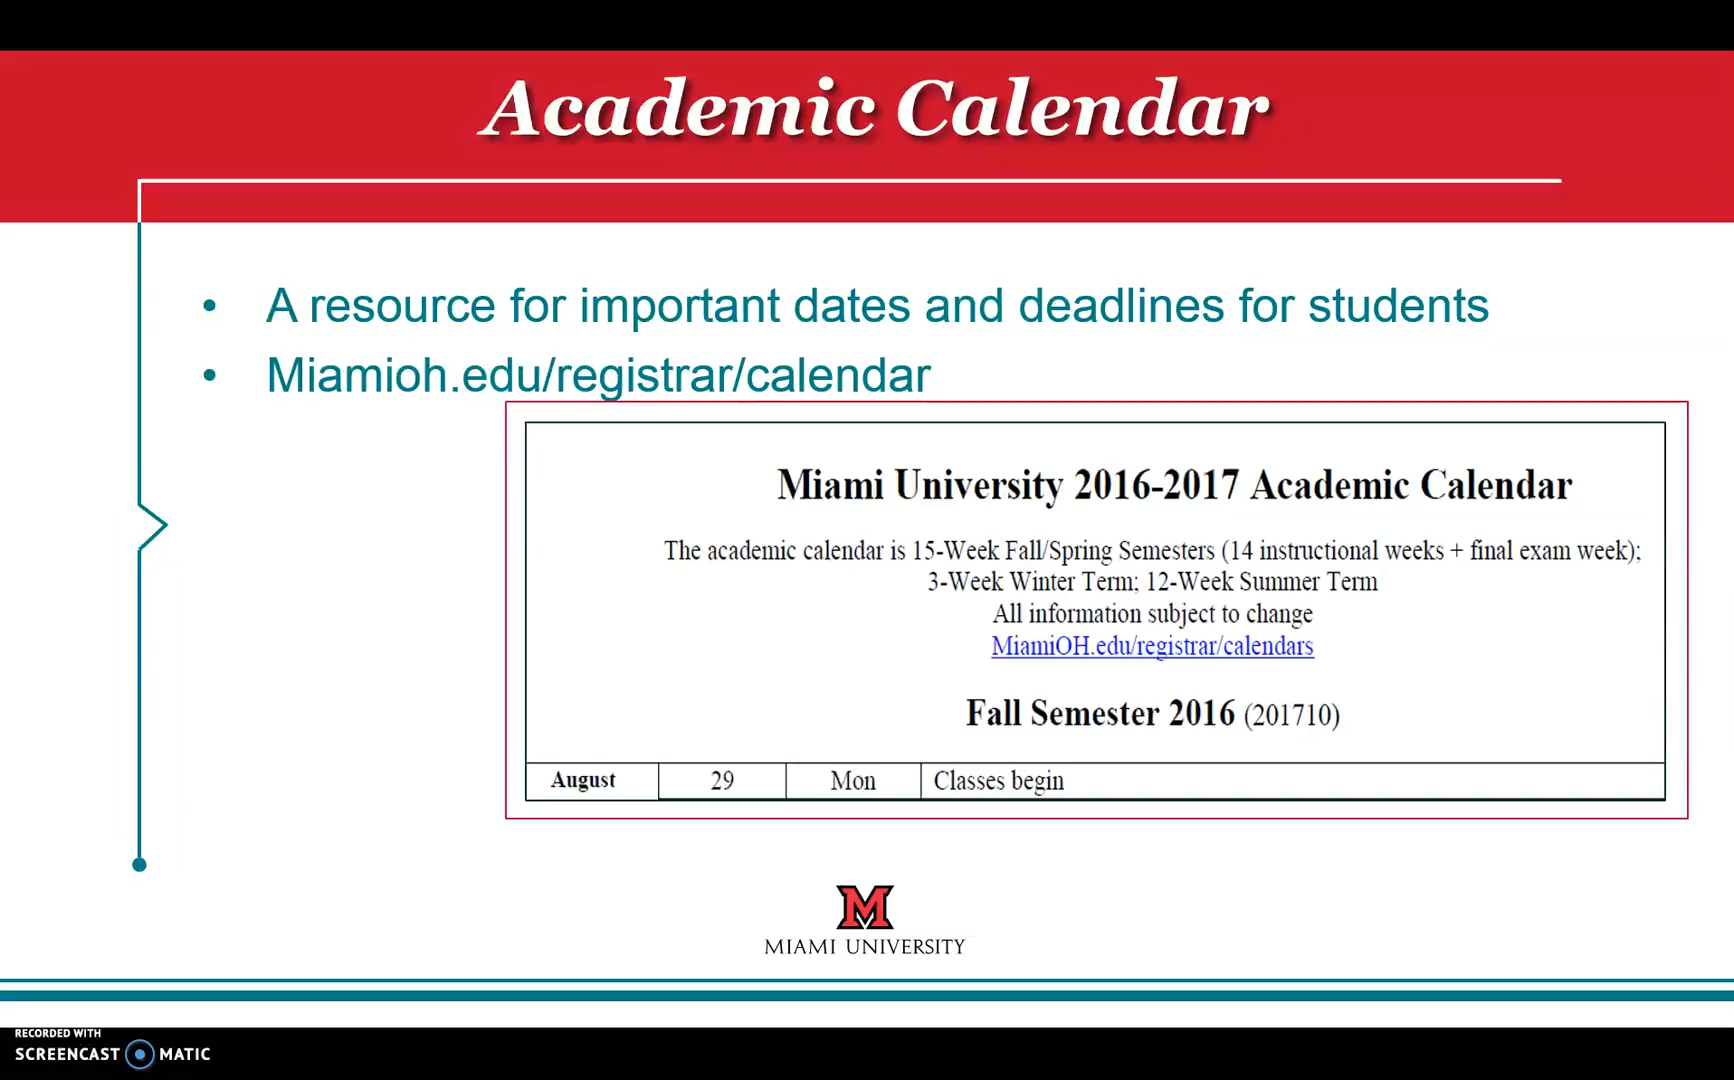 Academic Calendar
• A resource for important dates and deadlines for students
• Miamioh.edu/registrar/calendar
Miami University 2016-2017 Academic Calendar
The academic calendar is 15-Week Fall/Spring Semesters (14 instructional weeks + final exam week);
3-Week Winter Term; 12-Week Summer Term
All information subject to change
MiamiOH.edu/registrar/calendars
Fall Semester 2016 (201710)
August 29 Mon Classes begin
M
MIAMI UNIVERSITY
RECORDED WITH
SCREENCAST MATIC